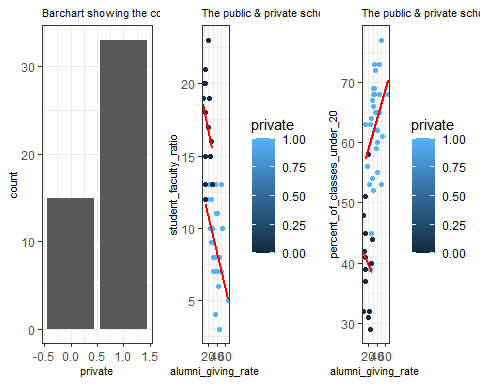 Barchart showing the co
The public & private scho
The public & private scho
count
30
20
10
0
-0.5 0.0 0.5 1.0 1.5
private
student_faculty_ratio
20
15
10
5
alumni_giving_rate
private
1.00
0.75
0.50
0.25
0.00
percent_of_classes_under_20
70
60
50
40
30
alumni_giving_rate
private
1.00
0.75
0.50
0.25
0.00